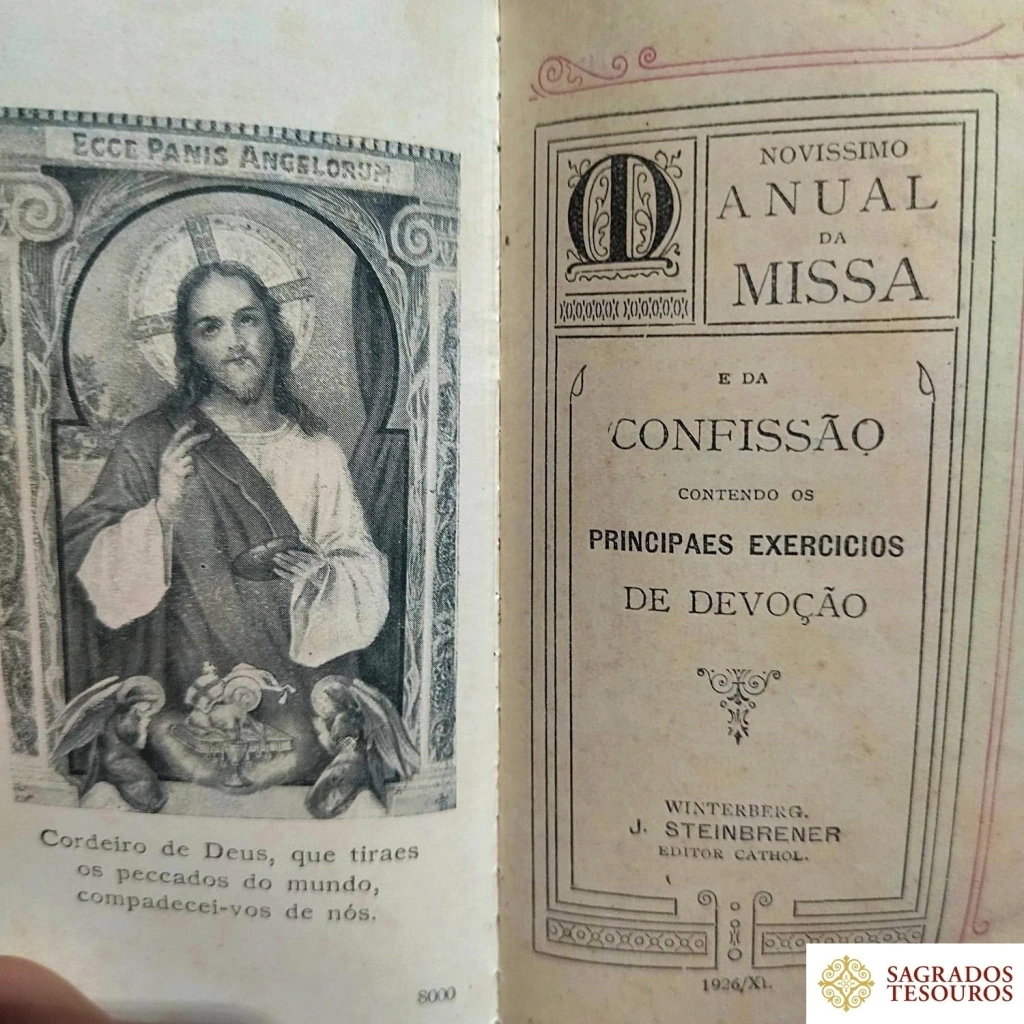 ECCE PANIS ANGELORUM
Cordeiro de Deus, que tiraes
os peccados do mundo,
compadecei-vos de nós.
8000
NOVISSIMO
MANUAL
DA
MISSA
E DA
CONFISSÃO
CONTENDO OS
PRINCIPAES EXERCICIOS
DE DEVOÇÃO
WINTERBERG.
J. STEINBRENER
EDITOR CATHOL.
1926/XI.
SAGRADOS
TESOUROS